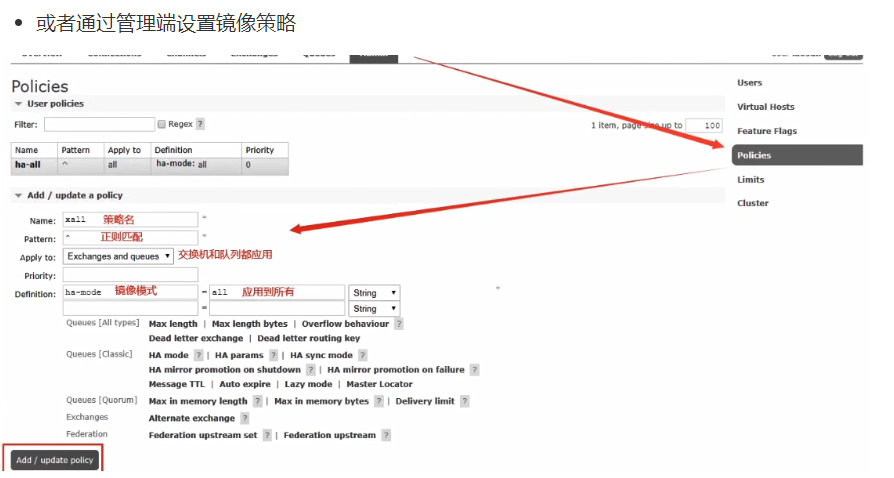 • 或者通过管理端设置镜像策略
Policies
Users
▼ User policies
Virtual Hosts
Filter: Regex ?
1 item, page size up to 100
Feature Flags
Name Pattern Apply to Definition Priority
Policies
ha-all ^ all ha-mode: all 0
Limits
▼ Add / update a policy
Cluster
Name: xall 策略名 *
Pattern: ^ 正则匹配 *
Apply to: Exchanges and queues ▼ 交换机和队列都应用
Priority:
Definition: ha-mode 镜像模式 = all 应用到所有 String ▼ *
= String ▼
Queues [All types] Max length | Max length bytes | Overflow behaviour ?
Dead letter exchange | Dead letter routing key
Queues [Classic] HA mode ? | HA params ? | HA sync mode ?
HA mirror promotion on shutdown ? | HA mirror promotion on failure ?
Message TTL | Auto expire | Lazy mode | Master Locator
Queues [Quorum] Max in memory length ? | Max in memory bytes ? | Delivery limit ?
Exchanges Alternate exchange ?
Federation Federation upstream set ? | Federation upstream ?
Add / update policy